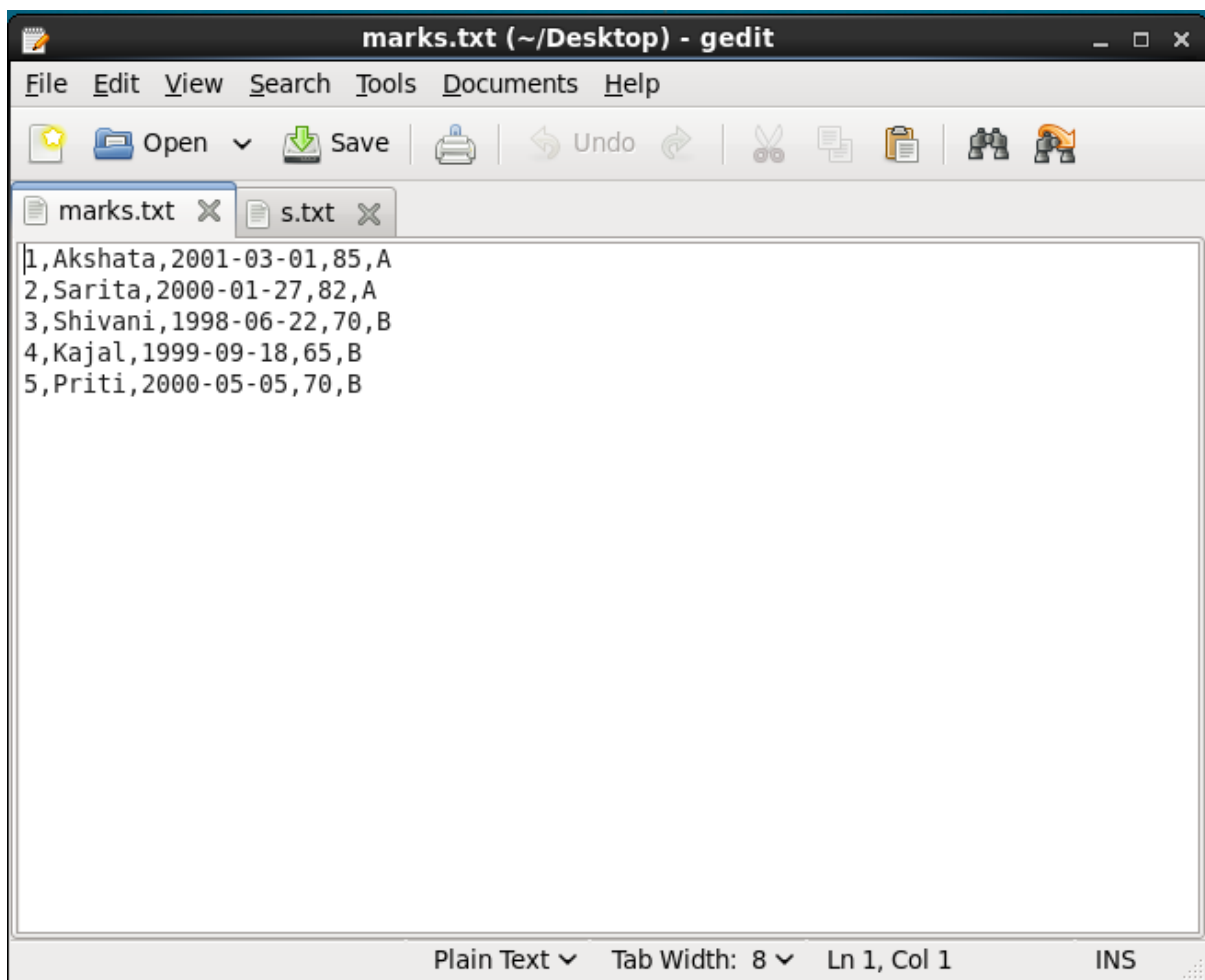 marks.txt (~/Desktop) - gedit
File Edit View Search Tools Documents Help
Open Save Undo
marks.txt s.txt
1,Akshata,2001-03-01,85,A
2,Sarita,2000-01-27,82,A
3,Shivani,1998-06-22,70,B
4,Kajal,1999-09-18,65,B
5,Priti,2000-05-05,70,B
Plain Text Tab Width: 8 Ln 1, Col 1 INS